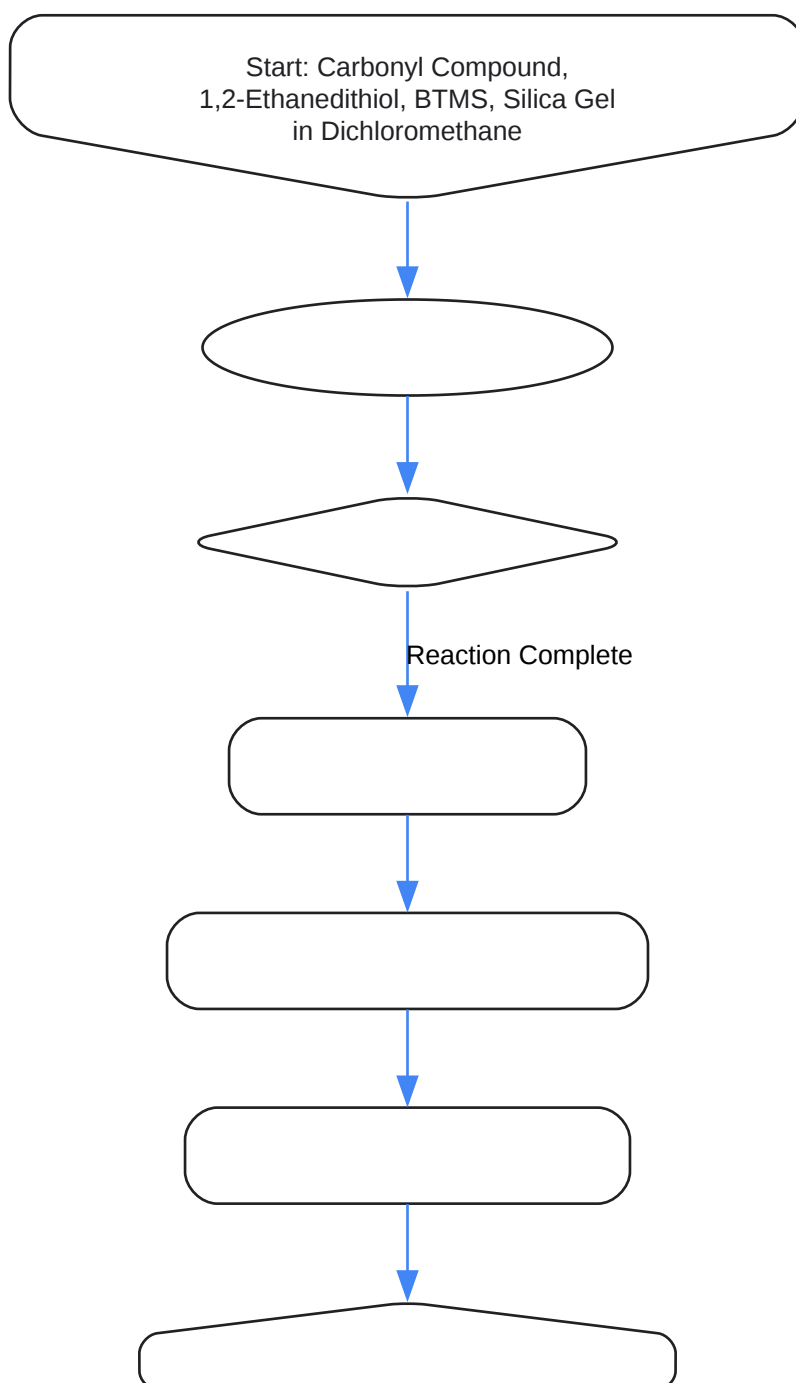 Start: Carbonyl Compound,
1,2-Ethanedithiol, BTMS, Silica Gel
in Dichloromethane
Reaction Complete